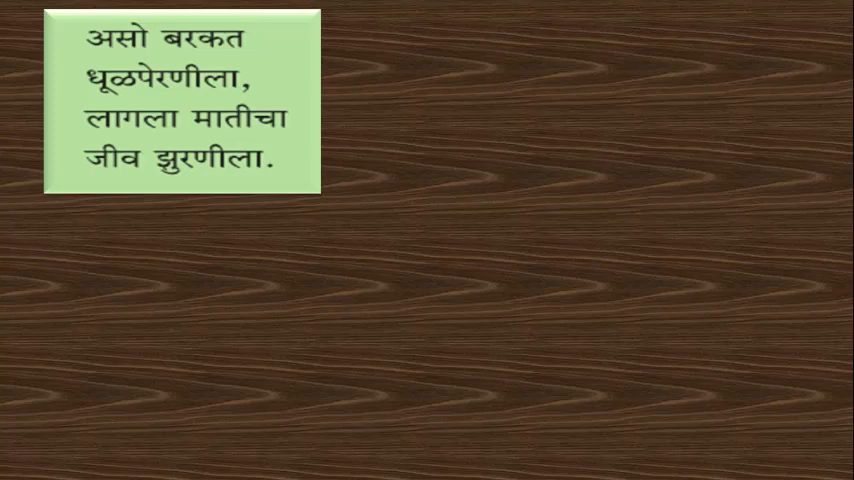 असो बरकत
धूळपेरणीला,
लागला मातीचा
जीव झुरणीला.